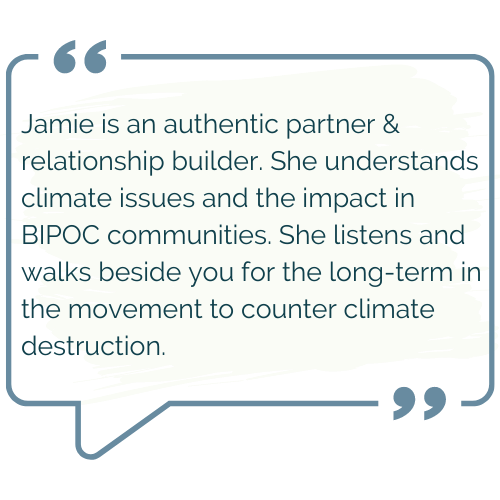 Jamie is an authentic partner &
relationship builder. She understands
climate issues and the impact in
BIPOC communities. She listens and
walks beside you for the long-term in
the movement to counter climate
destruction.